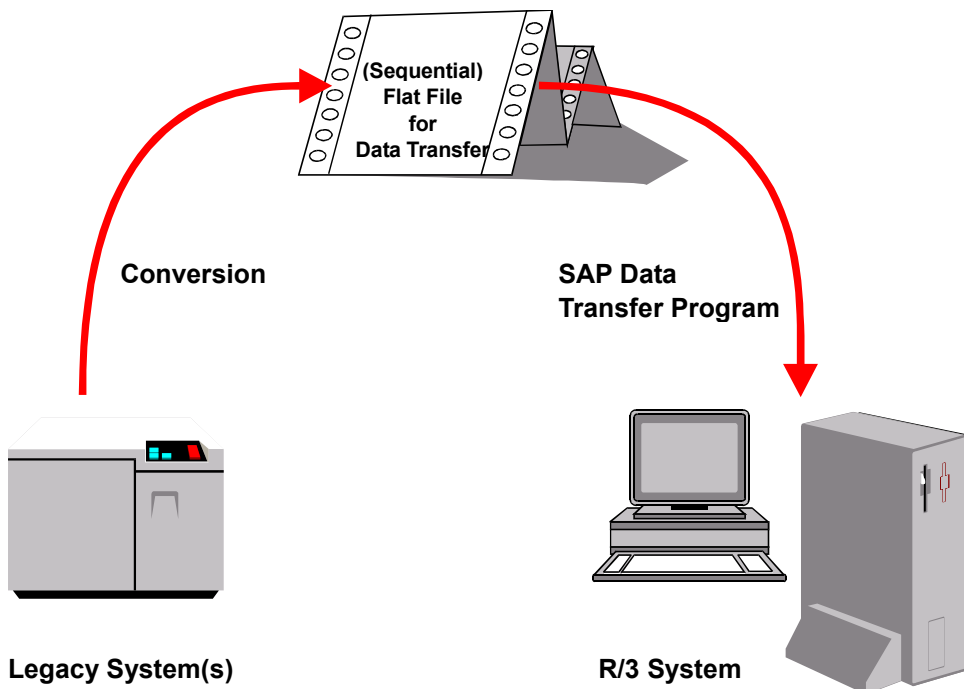 (Sequential)
Flat File
for
Data Transfer
Conversion
SAP Data
Transfer Program
Legacy System(s)
R/3 System